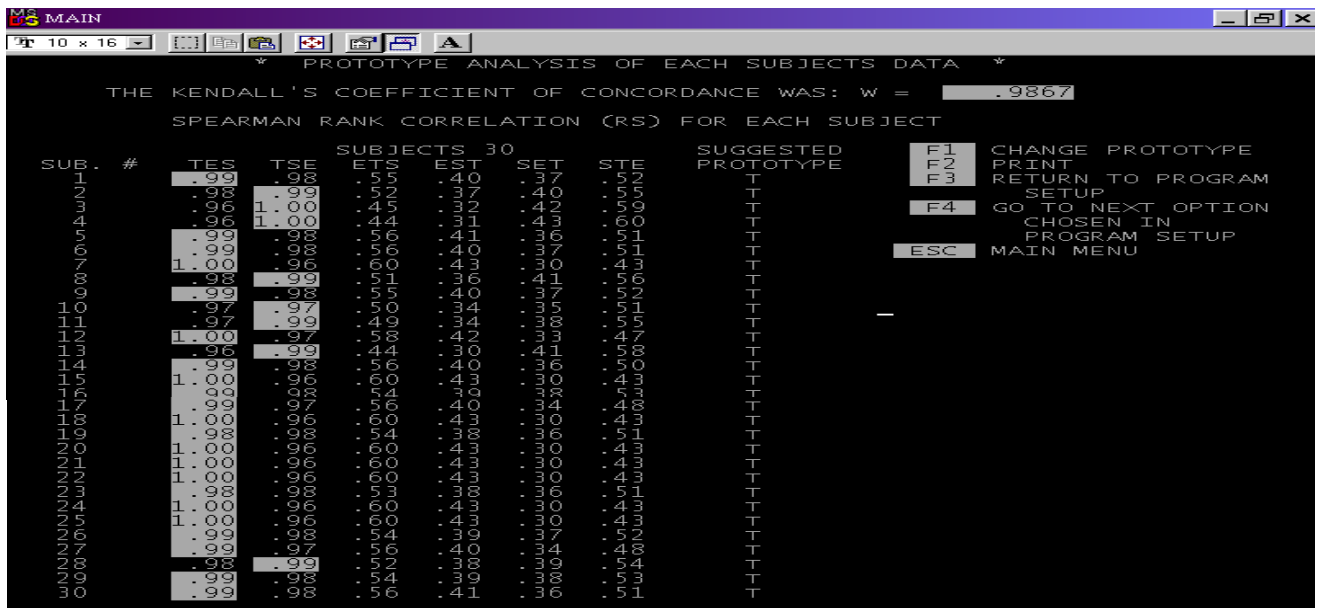 MAIN
10 x 16 A
* PROTOTYPE ANALYSIS OF EACH SUBJECTS DATA *
THE KENDALL'S COEFFICIENT OF CONCORDANCE WAS: W = .9867
SPEARMAN RANK CORRELATION (RS) FOR EACH SUBJECT
SUBJECTS 30 SUGGESTED F1 CHANGE PROTOTYPE
SUB. # TES TSE ETS EST SET STE PROTOTYPE F2 PRINT
1 .99 .98 .55 .40 .37 .52 T F3 RETURN TO PROGRAM
2 .98 .99 .52 .37 .40 .55 T SETUP
3 .96 1.00 .45 .32 .42 .59 T F4 GO TO NEXT OPTION
4 .96 1.00 .44 .31 .43 .60 T CHOSEN IN
5 .99 .98 .56 .41 .36 .51 T PROGRAM SETUP
6 .99 .98 .56 .40 .37 .51 T ESC MAIN MENU
7 1.00 .96 .60 .43 .30 .43 T
8 .98 .99 .51 .36 .41 .56 T
9 .99 .98 .55 .40 .37 .52 T
10 .97 .97 .50 .34 .35 .51 T
11 .97 .99 .49 .34 .38 .55 T
12 1.00 .97 .58 .42 .33 .47 T
13 .96 .99 .44 .30 .41 .58 T
14 .99 .98 .56 .40 .36 .50 T
15 1.00 .96 .60 .43 .30 .43 T
16 .99 .98 .54 .39 .38 .53 T
17 .99 .97 .56 .40 .34 .48 T
18 1.00 .96 .60 .43 .30 .43 T
19 .98 .98 .54 .38 .36 .51 T
20 1.00 .96 .60 .43 .30 .43 T
21 1.00 .96 .60 .43 .30 .43 T
22 1.00 .96 .60 .43 .30 .43 T
23 .98 .98 .53 .38 .36 .51 T
24 1.00 .96 .60 .43 .30 .43 T
25 1.00 .96 .60 .43 .30 .43 T
26 .99 .98 .54 .39 .37 .52 T
27 .99 .97 .56 .40 .34 .48 T
28 .98 .99 .52 .38 .39 .54 T
29 .99 .98 .54 .39 .38 .53 T
30 .99 .98 .56 .41 .36 .51 T